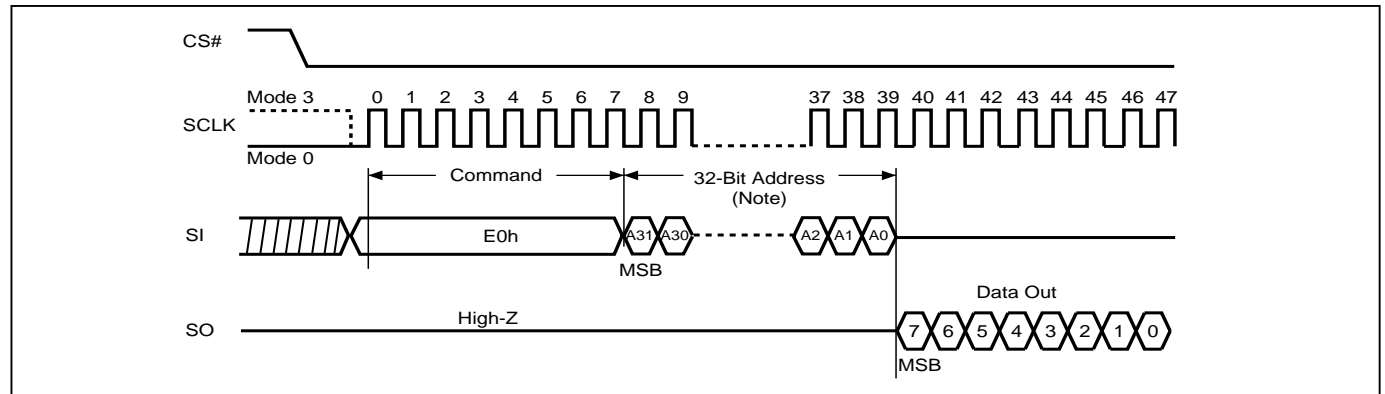 CS#
Mode 3 0 1 2 3 4 5 6 7 8 9 37 38 39 40 41 42 43 44 45 46 47
SCLK
Mode 0
Command 32-Bit Address
(Note)
SI E0h A31 A30 A2 A1 A0
MSB
Data Out
High-Z
SO 7 6 5 4 3 2 1 0
MSB